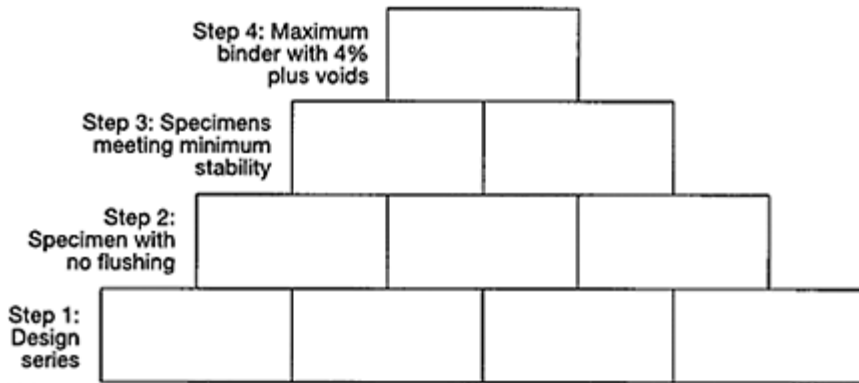 Step 4: Maximum
binder with 4%
plus voids
Step 3: Specimens
meeting minimum
stability
Step 2:
Specimen with
no flushing
Step 1:
Design
series